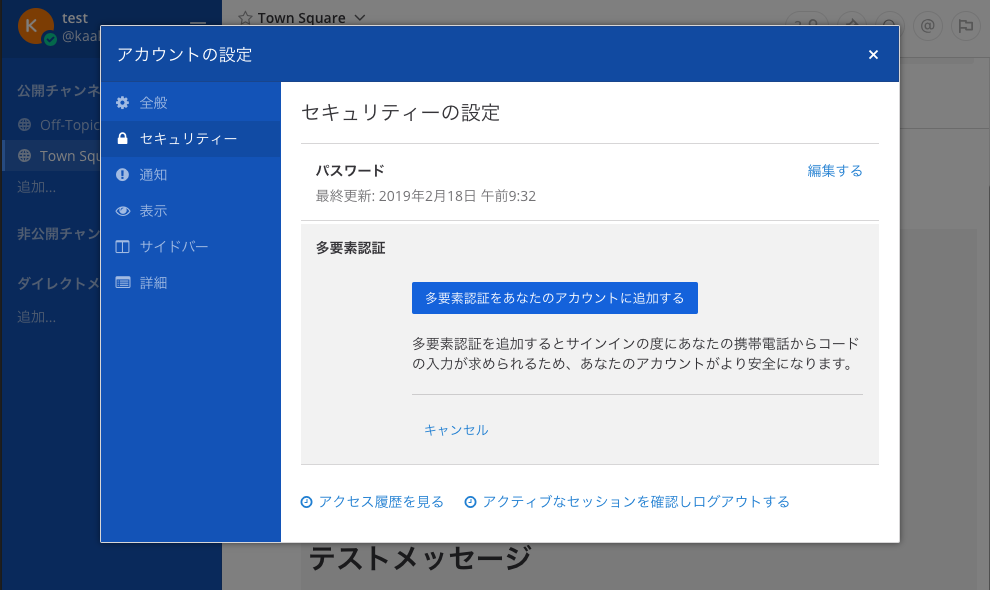 K
test
@kaa
Town Square
アカウントの設定
×
公開チャンネ
Off-Topic
Town Squ
追加...
非公開チャン
ダイレクトメ
追加...
全般
セキュリティー
通知
表示
サイドバー
詳細
セキュリティーの設定
パスワード
編集する
最終更新: 2019年2月18日 午前9:32
多要素認証
多要素認証をあなたのアカウントに追加する
多要素認証を追加するとサインインの度にあなたの携帯電話からコード
の入力が求められるため、あなたのアカウントがより安全になります。
キャンセル
アクセス履歴を見る
アクティブなセッションを確認しログアウトする
テストメッセージ